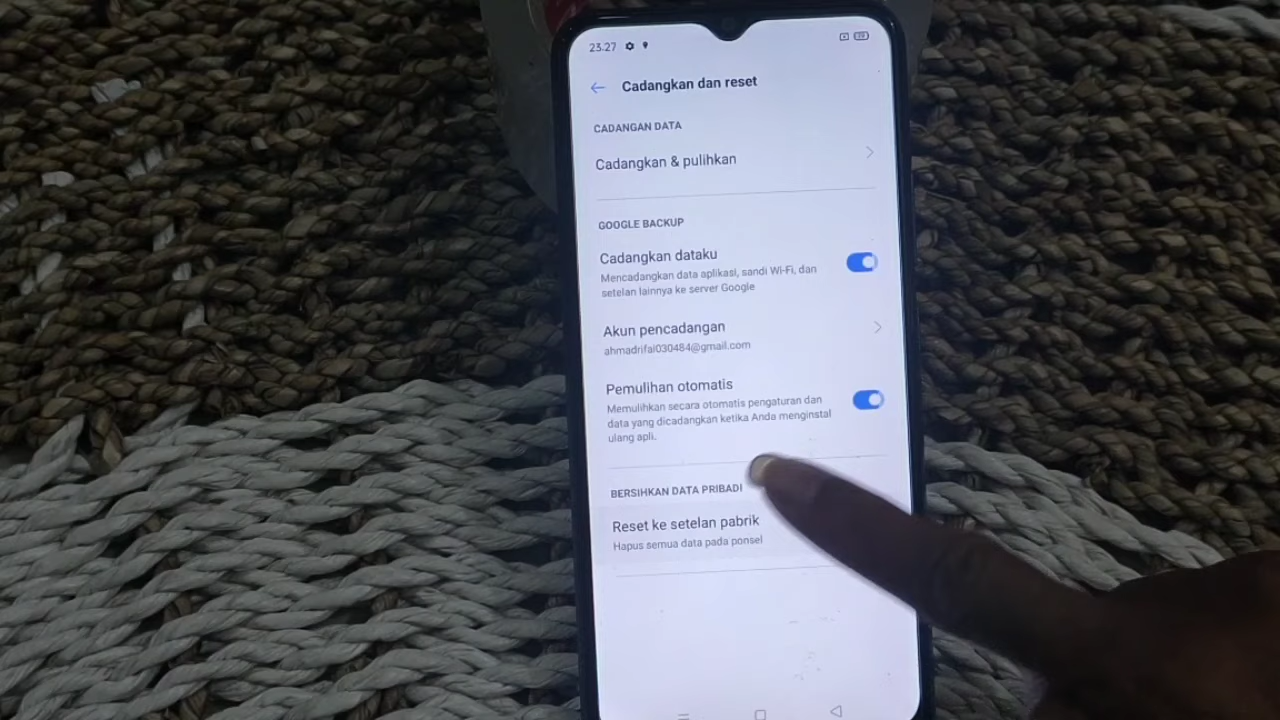 23.27
Cadangkan dan reset
CADANGAN DATA
Cadangkan & pulihkan
GOOGLE BACKUP
Cadangkan dataku
Mencadangkan data aplikasi, sandi Wi-Fi, dan
setelan lainnya ke server Google
Akun pencadangan
ahmadrifai030484@gmail.com
Pemulihan otomatis
Memulihkan secara otomatis pengaturan dan
data yang dicadangkan ketika Anda menginstal
ulang apli.
BERSIHKAN DATA PRIBADI
Reset ke setelan pabrik
Hapus semua data pada ponsel